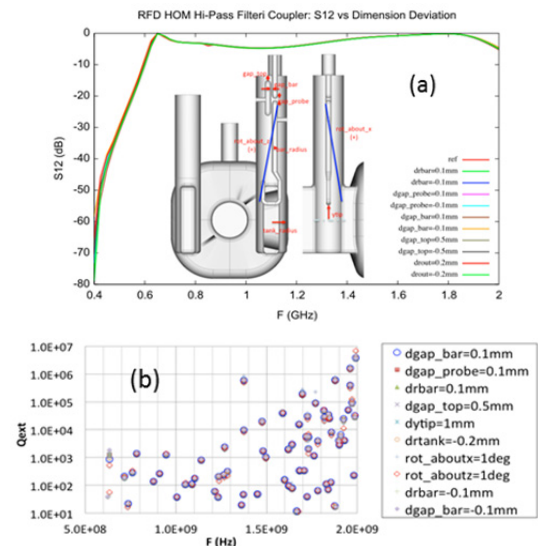 RFD HOM Hi-Pass Filteri Coupler: S12 vs Dimension Deviation
0
-10
-20
-30
-40
-50
-60
-70
-80
S12 (dB)
(a)
rot_about_x
(+)
ref
drbar=0.1mm
drbar=-0.1mm
dgap_probe=0.1mm
dgap_probe=-0.1mm
dgap_bar=0.1mm
dgap_bar=-0.1mm
dgap_top=0.5mm
dgap_top=-0.5mm
drout=0.2mm
drout=-0.2mm
0.4 0.6 0.8 1 1.2 1.4 1.6 1.8 2
F (GHz)
(b)
1.0E+07
1.0E+06
1.0E+05
1.0E+04
1.0E+03
1.0E+02
1.0E+01
Qext
5.0E+08 1.0E+09 1.5E+09 2.0E+09
F (Hz)
dgap_bar=0.1mm
dgap_probe=0.1mm
drbar=0.1mm
dgap_top=0.5mm
dytip=1mm
drtank=-0.2mm
rot_aboutx=1deg
rot_aboutz=1deg
drbar=-0.1mm
dgap_bar=-0.1mm